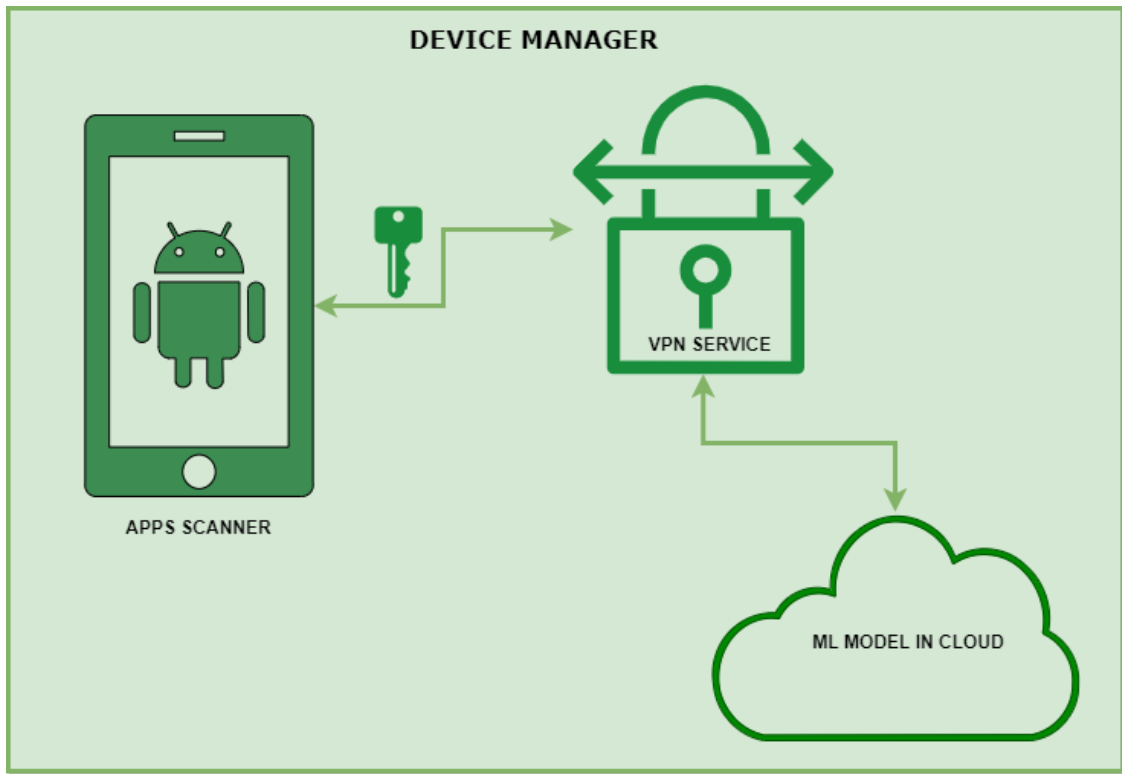 DEVICE MANAGER
VPN SERVICE
APPS SCANNER
ML MODEL IN CLOUD